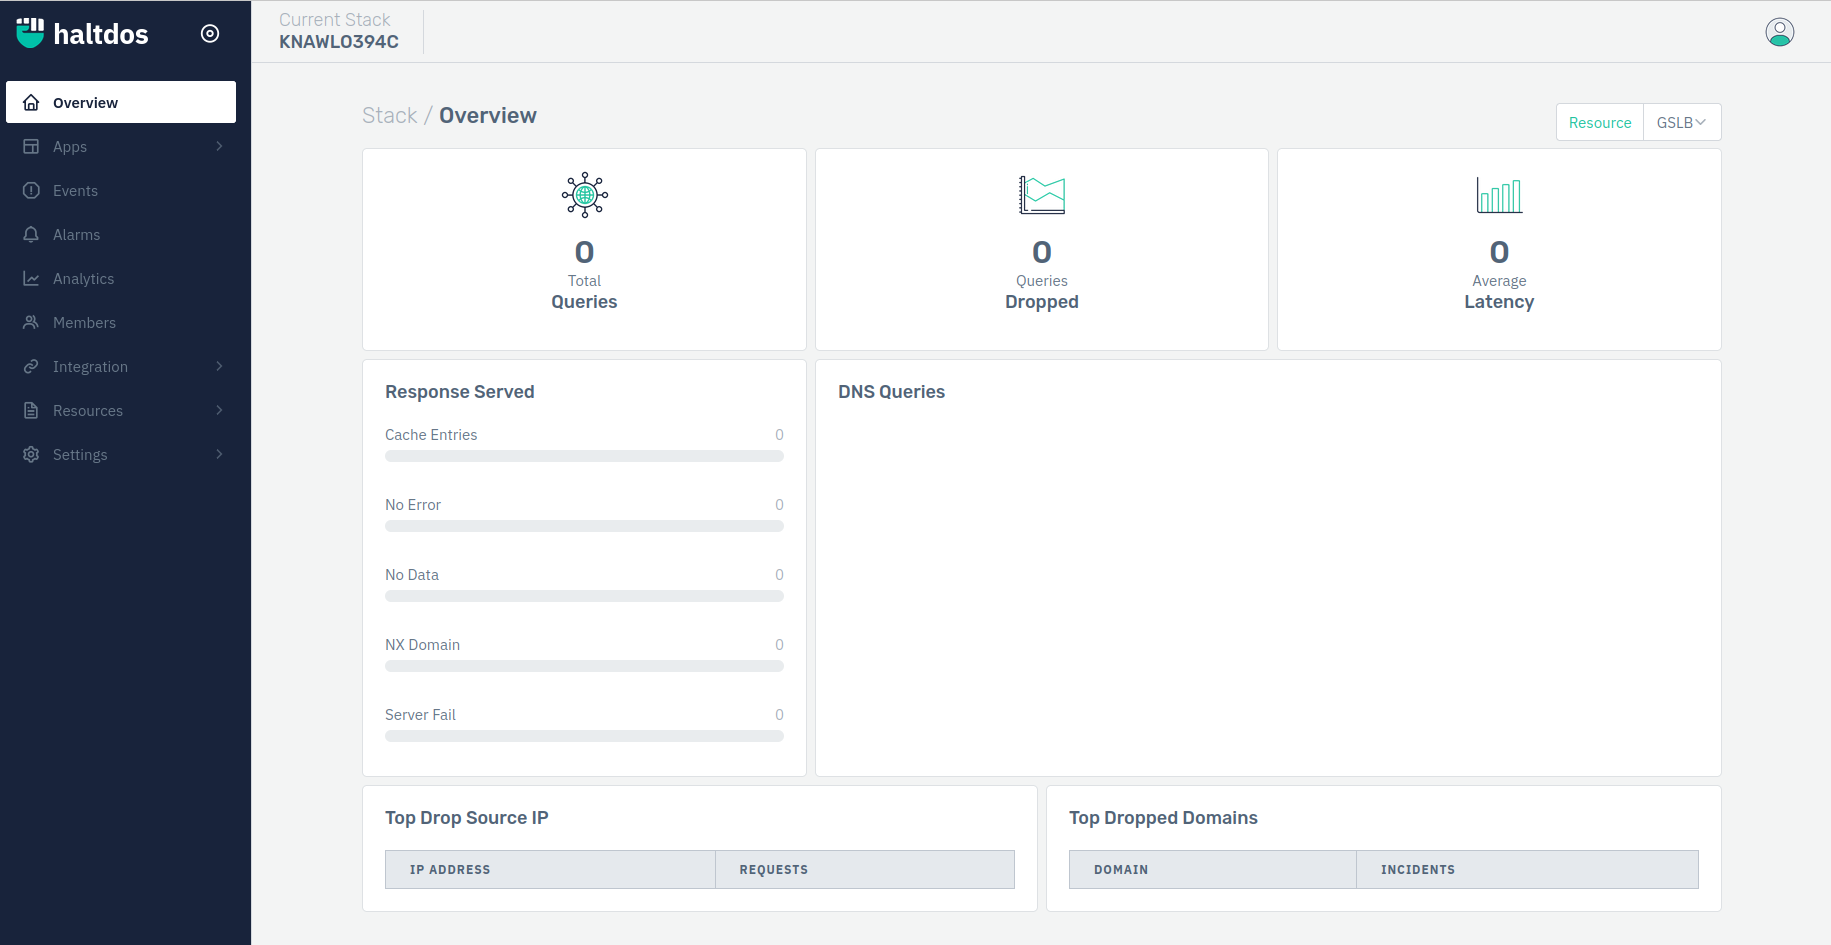 haltdos
Current Stack
KNAWLO394C
Overview
Apps
Events
Alarms
Analytics
Members
Integration
Resources
Settings
Stack / Overview
Resource
GSLB
0
Total
Queries
0
Queries
Dropped
0
Average
Latency
Response Served
Cache Entries 0
No Error 0
No Data 0
NX Domain 0
Server Fail 0
DNS Queries
Top Drop Source IP
IP ADDRESS REQUESTS
Top Dropped Domains
DOMAIN INCIDENTS